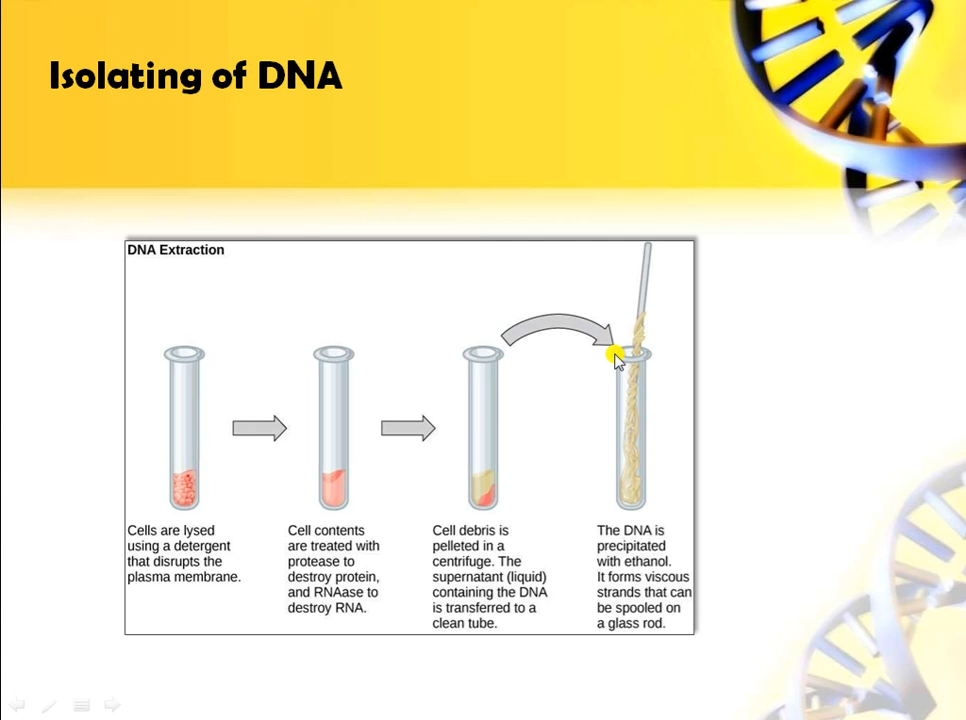 Isolating of DNA
DNA Extraction
Cells are lysed
using a detergent
that disrupts the
plasma membrane.
Cell contents
are treated with
protease to
destroy protein,
and RNAase to
destroy RNA.
Cell debris is
pelleted in a
centrifuge. The
supernatant (liquid)
containing the DNA
is transferred to a
clean tube.
The DNA is
precipitated
with ethanol.
It forms viscous
strands that can
be spooled on
a glass rod.